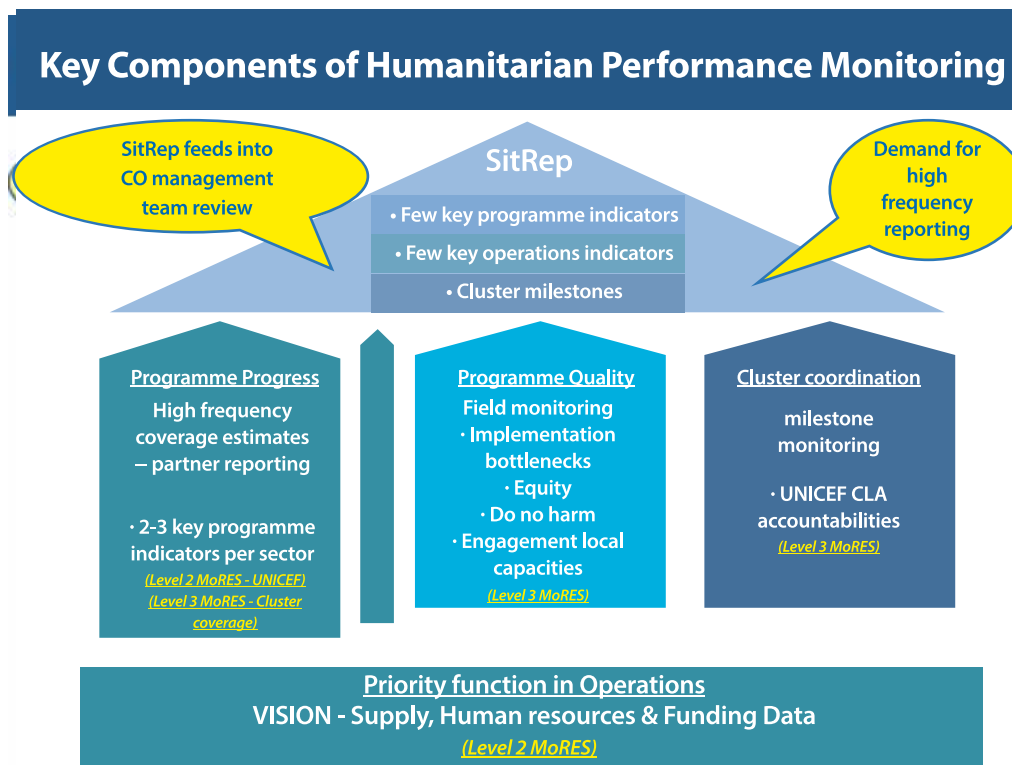 Key Components of Humanitarian Performance Monitoring
SitRep feeds into
CO management
team review
SitRep
Demand for
high
frequency
reporting
• Few key programme indicators
• Few key operations indicators
• Cluster milestones
Programme Progress
High frequency
coverage estimates
– partner reporting
· 2-3 key programme
indicators per sector
(Level 2 MoRES - UNICEF)
(Level 3 MoRES - Cluster
coverage)
Programme Quality
Field monitoring
· Implementation
bottlenecks
· Equity
· Do no harm
· Engagement local
capacities
(Level 3 MoRES)
Cluster coordination
milestone
monitoring
· UNICEF CLA
accountabilities
(Level 3 MoRES)
Priority function in Operations
VISION - Supply, Human resources & Funding Data
(Level 2 MoRES)